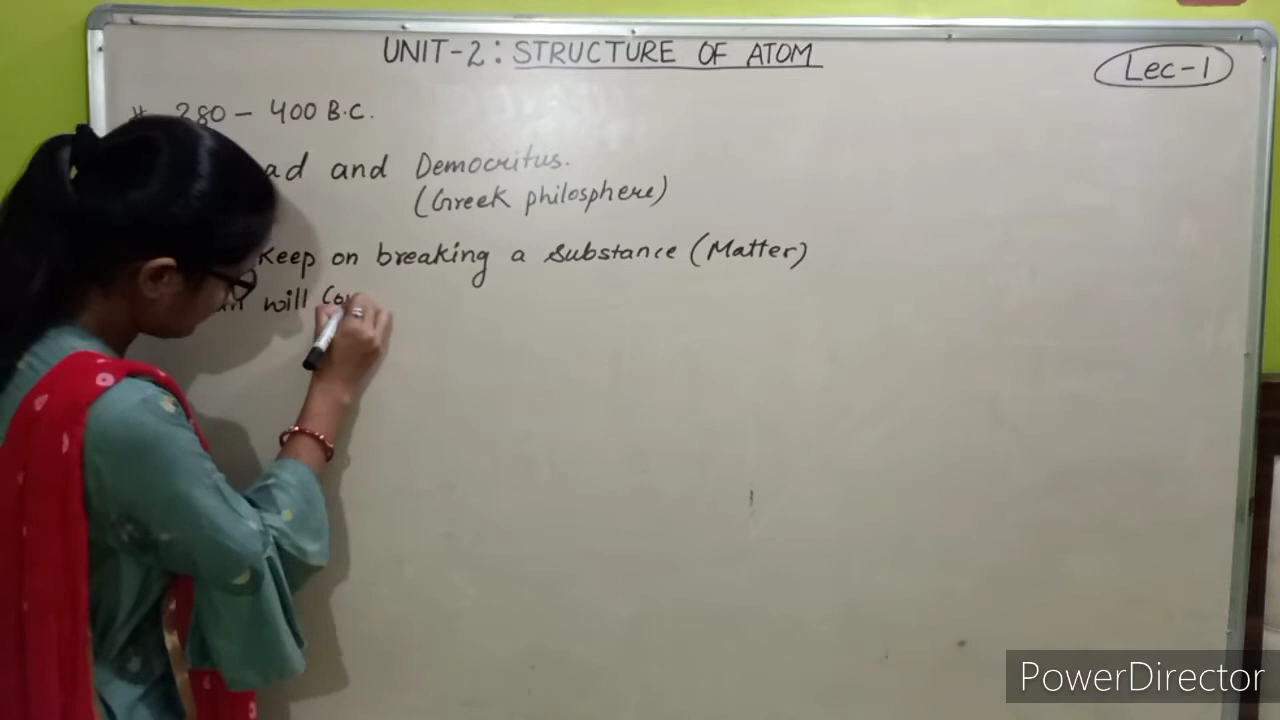 UNIT-2: STRUCTURE OF ATOM
Lec-1
280 - 400 B.C.
and Democritus.
(Greek philosphere)
Keep on breaking a substance (Matter)
will
PowerDirector